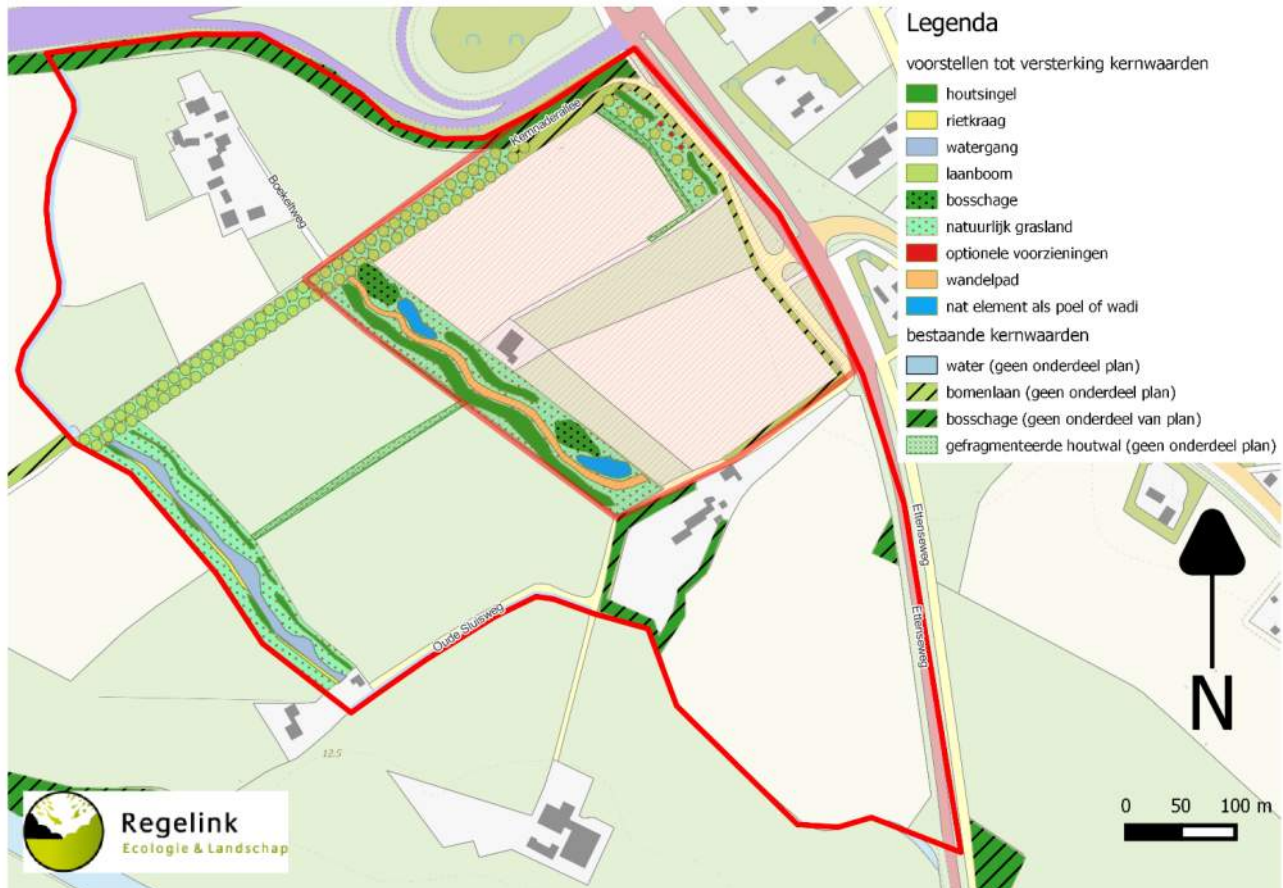 Legenda
voorstellen tot versterking kernwaarden
houtsingel
rietkraag
watergang
laanboom
bosschage
natuurlijk grasland
optionele voorzieningen
wandelpad
nat element als poel of wadi
bestaande kernwaarden
water (geen onderdeel plan)
bomenlaan (geen onderdeel plan)
bosschage (geen onderdeel van plan)
gefragmenteerde houtwal (geen onderdeel plan)
Kemnaderallee
Boekeltweg
Ettenseweg
Ettenseweg
Oude Sluisweg
12.5
N
0 50 100 m
Regelink
Ecologie & Landschap